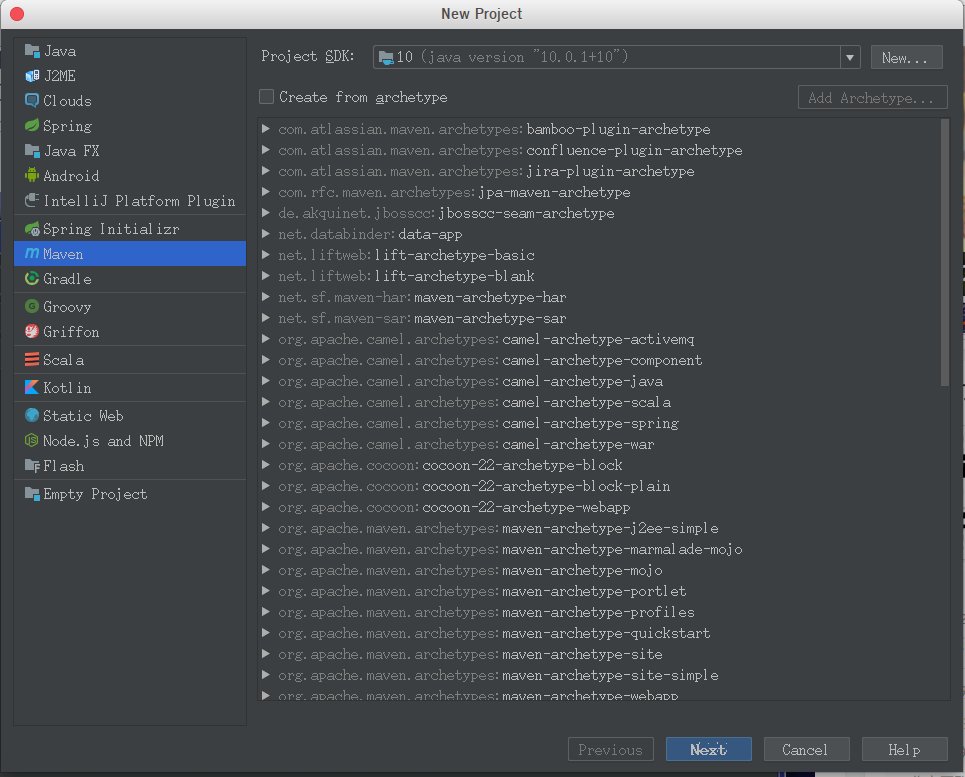 New Project
Java
J2ME
Clouds
Spring
Java FX
Android
IntelliJ Platform Plugin
Spring Initializr
Maven
Gradle
Groovy
Griffon
Scala
Kotlin
Static Web
Node.js and NPM
Flash
Empty Project
Project SDK: 10 (java version "10.0.1+10") New...
Create from archetype Add Archetype...
com.atlassian.maven.archetypes:bamboo-plugin-archetype
com.atlassian.maven.archetypes:confluence-plugin-archetype
com.atlassian.maven.archetypes:jira-plugin-archetype
com.rfc.maven.archetypes:jpa-maven-archetype
de.akquinet.jbosscc:jbosscc-seam-archetype
net.databinder:data-app
net.liftweb:lift-archetype-basic
net.liftweb:lift-archetype-blank
net.sf.maven-har:maven-archetype-har
net.sf.maven-sar:maven-archetype-sar
org.apache.camel.archetypes:camel-archetype-activemq
org.apache.camel.archetypes:camel-archetype-component
org.apache.camel.archetypes:camel-archetype-java
org.apache.camel.archetypes:camel-archetype-scala
org.apache.camel.archetypes:camel-archetype-spring
org.apache.camel.archetypes:camel-archetype-war
org.apache.cocoon:cocoon-22-archetype-block
org.apache.cocoon:cocoon-22-archetype-block-plain
org.apache.cocoon:cocoon-22-archetype-webapp
org.apache.maven.archetypes:maven-archetype-j2ee-simple
org.apache.maven.archetypes:maven-archetype-marmalade-mojo
org.apache.maven.archetypes:maven-archetype-mojo
org.apache.maven.archetypes:maven-archetype-portlet
org.apache.maven.archetypes:maven-archetype-profiles
org.apache.maven.archetypes:maven-archetype-quickstart
org.apache.maven.archetypes:maven-archetype-site
org.apache.maven.archetypes:maven-archetype-site-simple
org.apache.maven.archetypes:maven-archetype-webapp
Previous Next Cancel Help